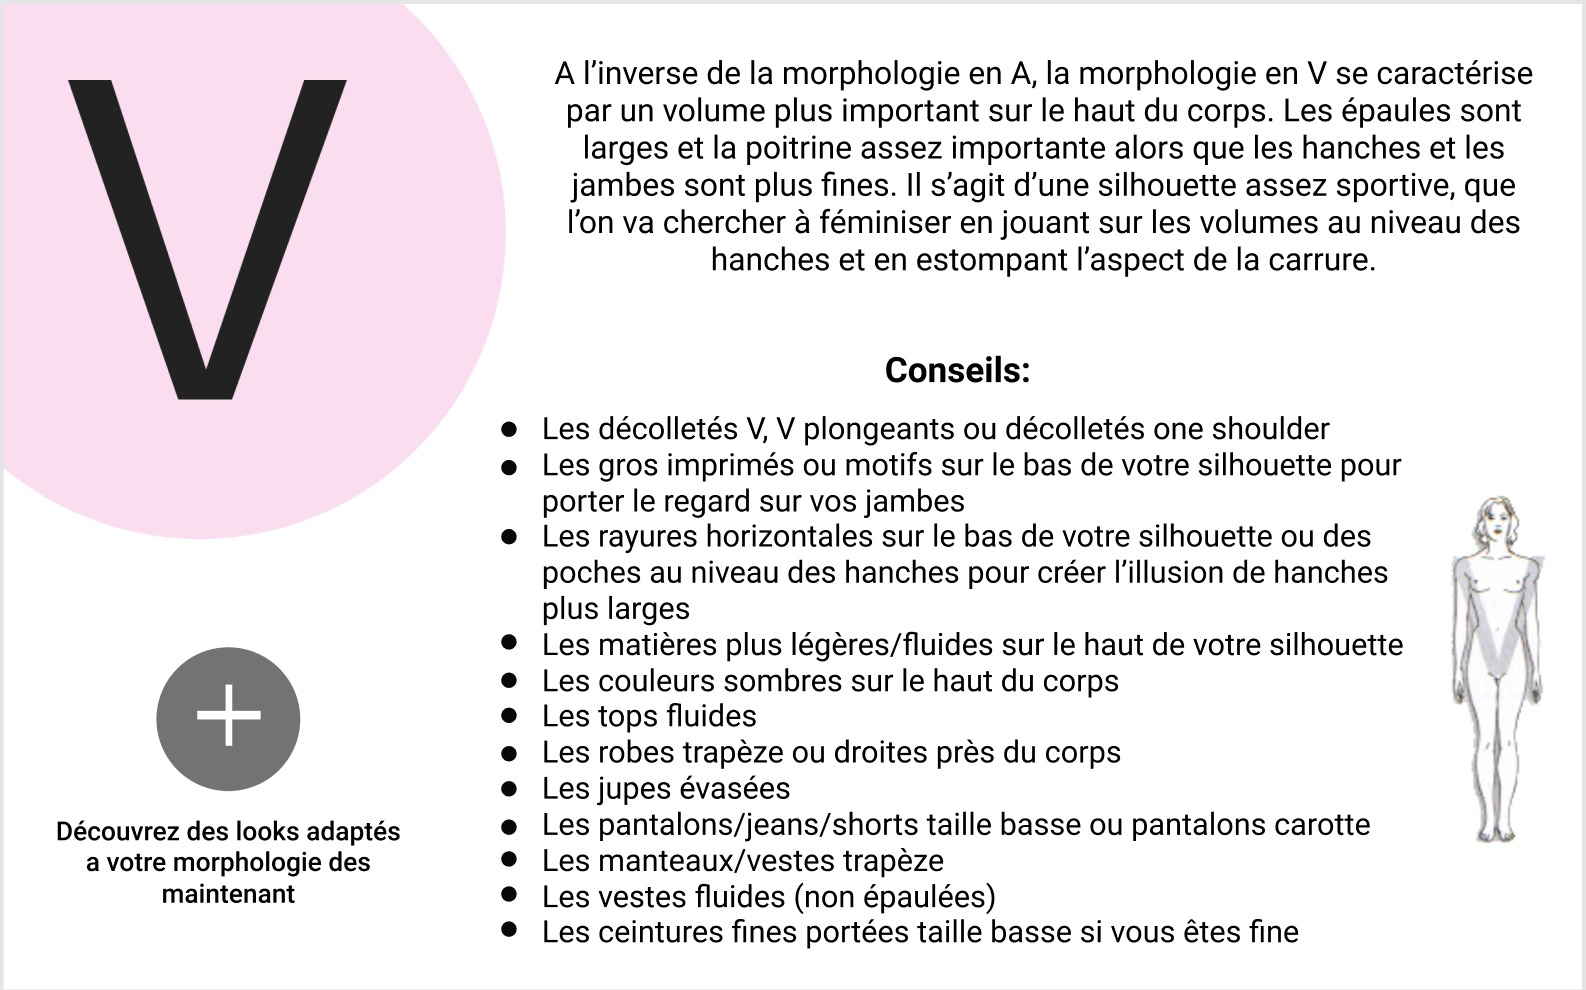 V
A l’inverse de la morphologie en A, la morphologie en V se caractérise
par un volume plus important sur le haut du corps. Les épaules sont
larges et la poitrine assez importante alors que les hanches et les
jambes sont plus fines. Il s’agit d’une silhouette assez sportive, que
l’on va chercher à féminiser en jouant sur les volumes au niveau des
hanches et en estompant l’aspect de la carrure.
Conseils:
● Les décolletés V, V plongeants ou décolletés one shoulder
● Les gros imprimés ou motifs sur le bas de votre silhouette pour
porter le regard sur vos jambes
● Les rayures horizontales sur le bas de votre silhouette ou des
poches au niveau des hanches pour créer l’illusion de hanches
plus larges
● Les matières plus légères/fluides sur le haut de votre silhouette
● Les couleurs sombres sur le haut du corps
● Les tops fluides
● Les robes trapèze ou droites près du corps
● Les jupes évasées
● Les pantalons/jeans/shorts taille basse ou pantalons carotte
● Les manteaux/vestes trapèze
● Les vestes fluides (non épaulées)
● Les ceintures fines portées taille basse si vous êtes fine
+
Découvrez des looks adaptés
a votre morphologie des
maintenant